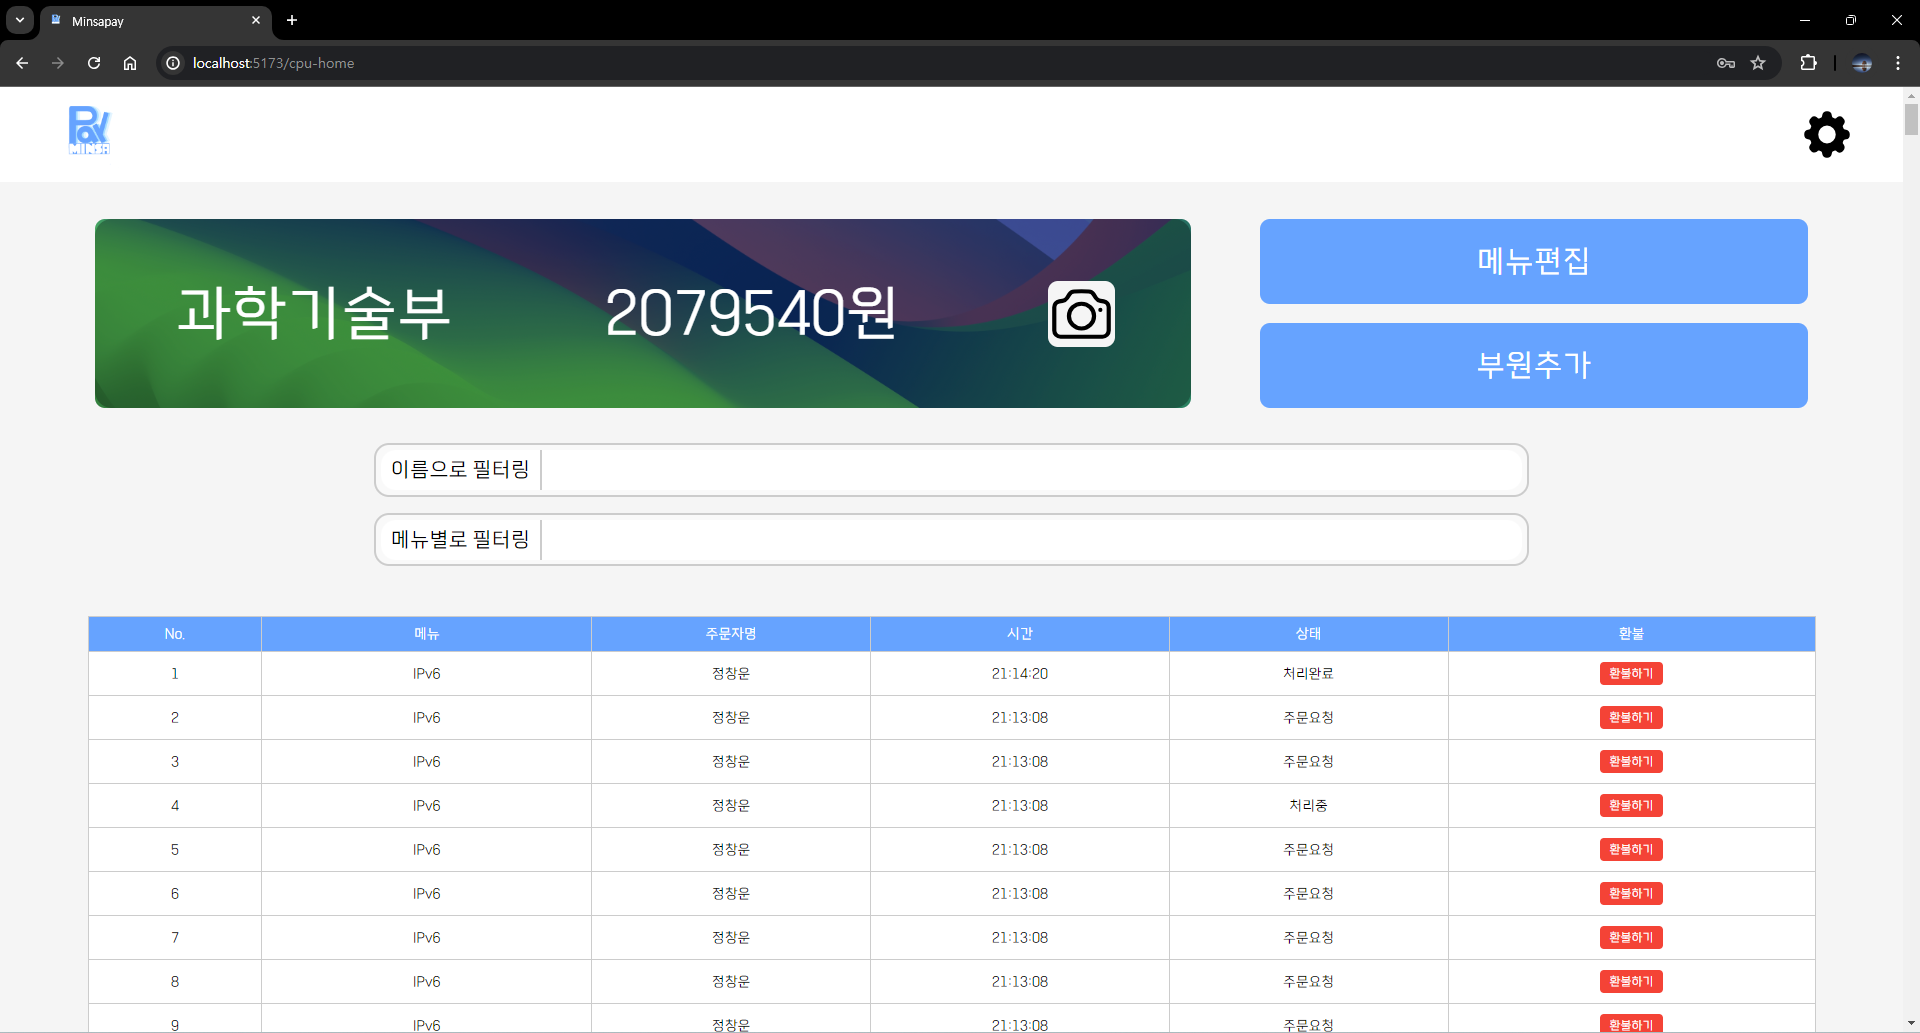 Minsapay
localhost:5173/cpu-home
Pay
MINSA
과학기술부 2079540원
메뉴편집
부원추가
이름으로 필터링
메뉴별로 필터링
No. 메뉴 주문자명 시간 상태 환불
1 IPv6 정창운 21:14:20 처리완료 환불하기
2 IPv6 정창운 21:13:08 주문요청 환불하기
3 IPv6 정창운 21:13:08 주문요청 환불하기
4 IPv6 정창운 21:13:08 처리중 환불하기
5 IPv6 정창운 21:13:08 주문요청 환불하기
6 IPv6 정창운 21:13:08 주문요청 환불하기
7 IPv6 정창운 21:13:08 주문요청 환불하기
8 IPv6 정창운 21:13:08 주문요청 환불하기
9 IPv6 정창운 21:13:08 주문요청 환불하기